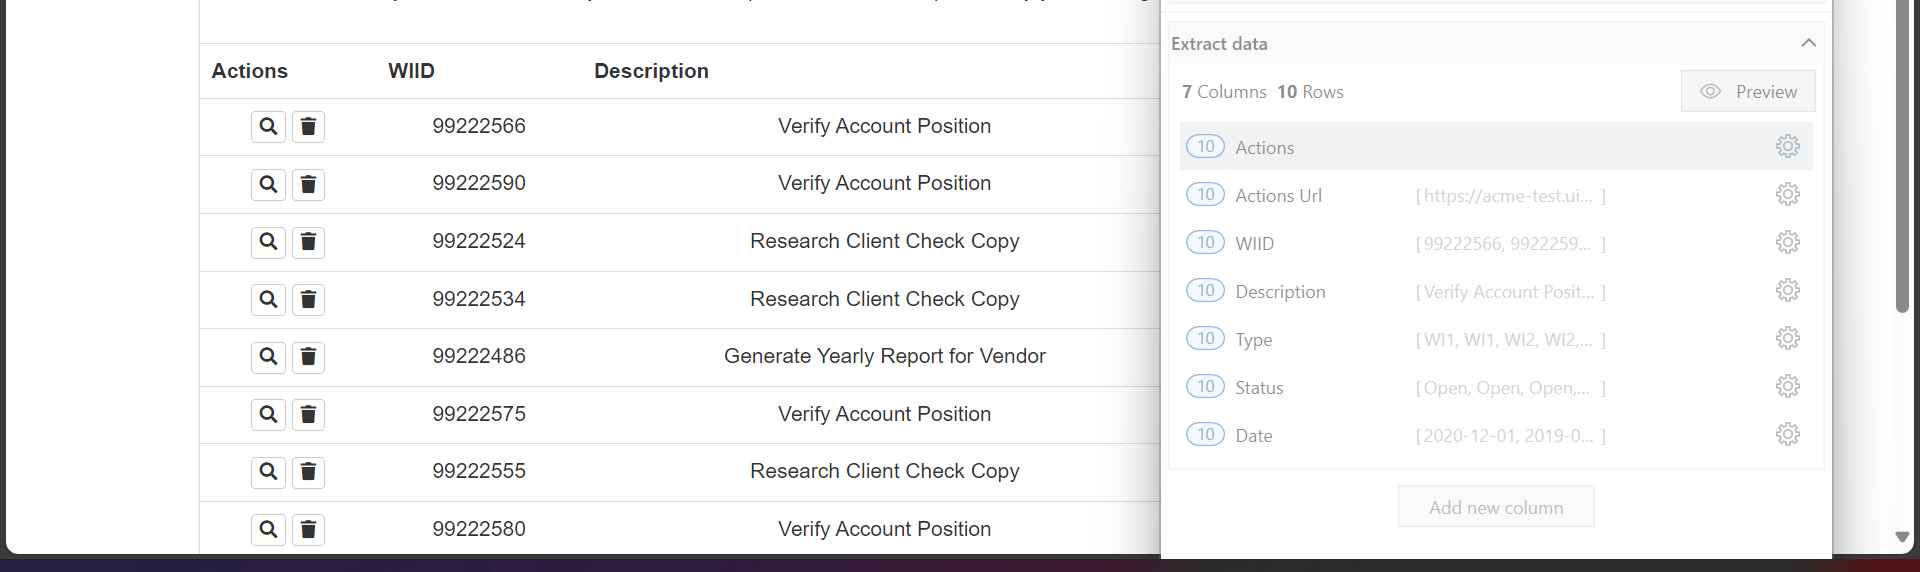 Actions WIID Description
99222566 Verify Account Position
99222590 Verify Account Position
99222524 Research Client Check Copy
99222534 Research Client Check Copy
99222486 Generate Yearly Report for Vendor
99222575 Verify Account Position
99222555 Research Client Check Copy
99222580 Verify Account Position
Extract data
7 Columns 10 Rows Preview
10 Actions
10 Actions Url [https://acme-test.ui... ]
10 WIID [99222566, 9922259... ]
10 Description [Verify Account Posit... ]
10 Type [WI1, WI1, WI2, WI2,... ]
10 Status [Open, Open, Open,... ]
10 Date [2020-12-01, 2019-0... ]
Add new column